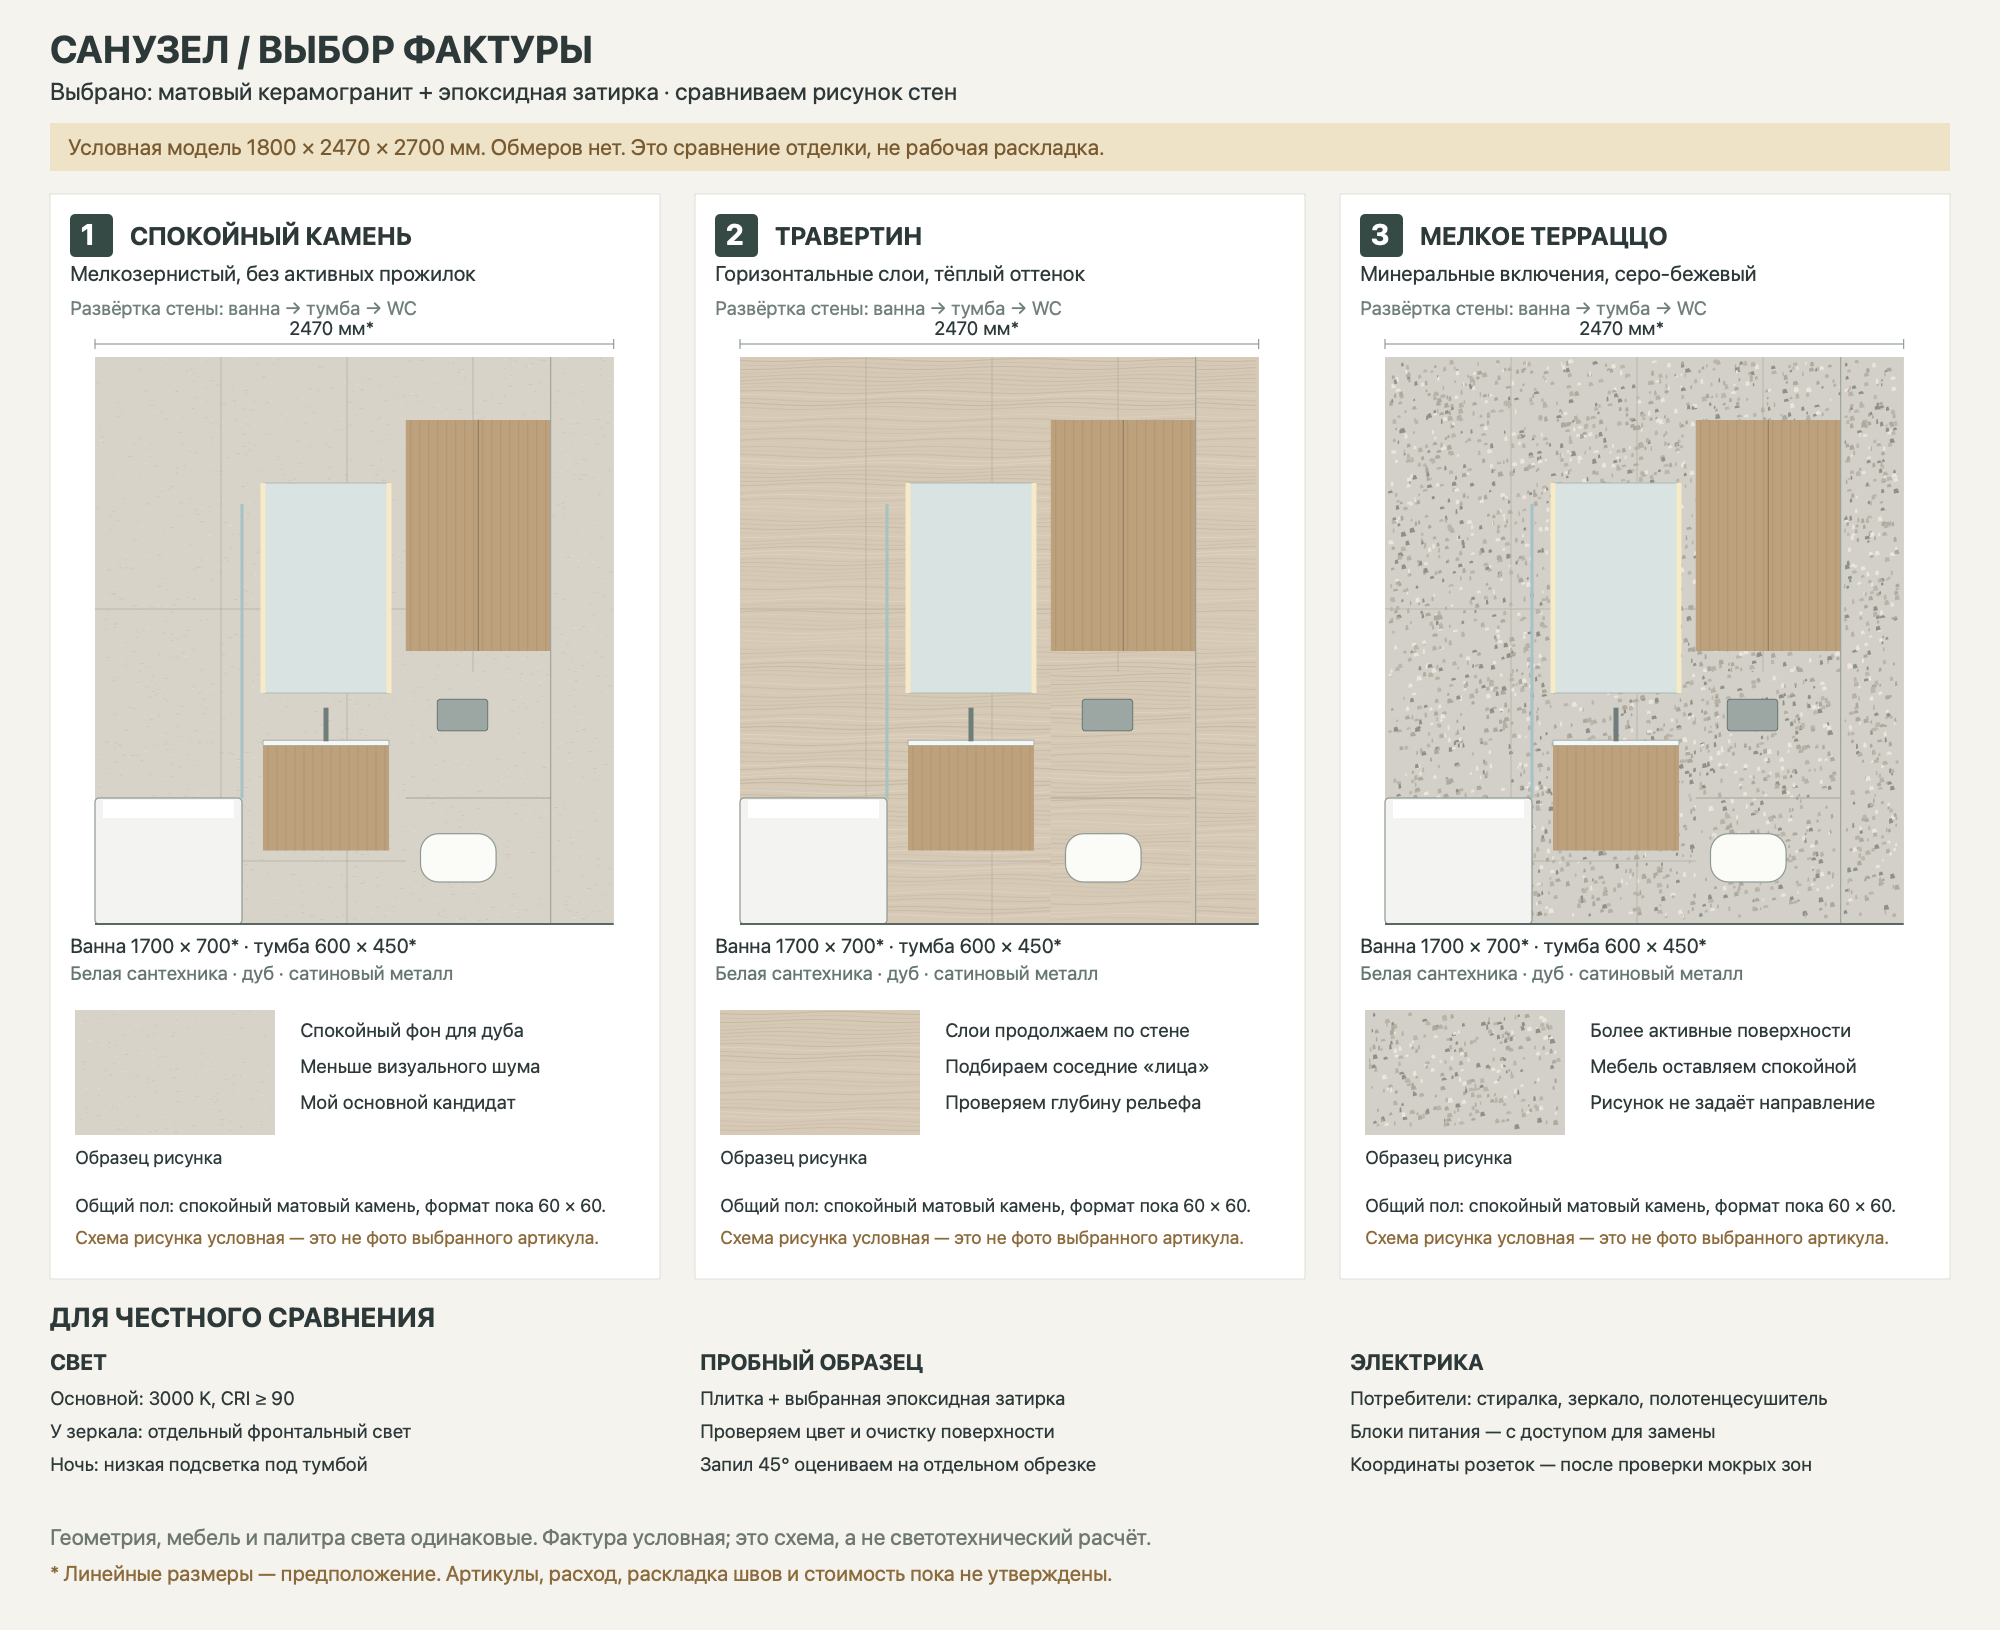 САНУЗЕЛ / ВЫБОР ФАКТУРЫ
Выбрано: матовый керамогранит + эпоксидная затирка · сравниваем рисунок стен
Условная модель 1800 × 2470 × 2700 мм. Обмеров нет. Это сравнение отделки, не рабочая раскладка.
1 СПОКОЙНЫЙ КАМЕНЬ
Мелкозернистый, без активных прожилок
Развёртка стены: ванна → тумба → WC
2470 мм*
Ванна 1700 × 700* · тумба 600 × 450*
Белая сантехника · дуб · сатиновый металл
Спокойный фон для дуба
Меньше визуального шума
Мой основной кандидат
Образец рисунка
Общий пол: спокойный матовый камень, формат пока 60 × 60.
Схема рисунка условная — это не фото выбранного артикула.
2 ТРАВЕРТИН
Горизонтальные слои, тёплый оттенок
Развёртка стены: ванна → тумба → WC
2470 мм*
Ванна 1700 × 700* · тумба 600 × 450*
Белая сантехника · дуб · сатиновый металл
Слои продолжаем по стене
Подбираем соседние «лица»
Проверяем глубину рельефа
Образец рисунка
Общий пол: спокойный матовый камень, формат пока 60 × 60.
Схема рисунка условная — это не фото выбранного артикула.
3 МЕЛКОЕ ТЕРРАЦЦО
Минеральные включения, серо-бежевый
Развёртка стены: ванна → тумба → WC
2470 мм*
Ванна 1700 × 700* · тумба 600 × 450*
Белая сантехника · дуб · сатиновый металл
Более активные поверхности
Мебель оставляем спокойной
Рисунок не задаёт направление
Образец рисунка
Общий пол: спокойный матовый камень, формат пока 60 × 60.
Схема рисунка условная — это не фото выбранного артикула.
ДЛЯ ЧЕСТНОГО СРАВНЕНИЯ
СВЕТ
Основной: 3000 K, CRI ≥ 90
У зеркала: отдельный фронтальный свет
Ночь: низкая подсветка под тумбой
ПРОБНЫЙ ОБРАЗЕЦ
Плитка + выбранная эпоксидная затирка
Проверяем цвет и очистку поверхности
Запил 45° оцениваем на отдельном обрезке
ЭЛЕКТРИКА
Потребители: стиралка, зеркало, полотенцесушитель
Блоки питания — с доступом для замены
Координаты розеток — после проверки мокрых зон
Геометрия, мебель и палитра света одинаковые. Фактура условная; это схема, а не светотехнический расчёт.
* Линейные размеры — предположение. Артикулы, расход, раскладка швов и стоимость пока не утверждены.